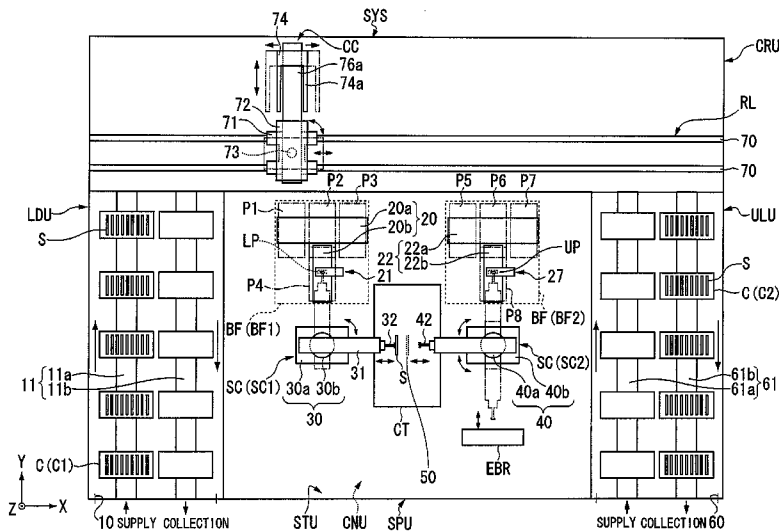 SYS
74
CC
CRU
76a
74a
72
71
RL
73
70
70
P2
P3
P5
P6
P7
LDU
P1
20a
20
20b
22a
22
22b
ULU
S
LP
UP
21
27
S
C(C2)
P4
P8
BF(BF1)
BF(BF2)
32
42
11a
11
11b
SC(SC1)
S
SC(SC2)
61b
61
61a
30a
30b
31
40a
40b
30
40
CT
C(C1)
50
EBR
Y
Z
X
10
SUPPLY COLLECTION
STU
CNU
SPU
SUPPLY COLLECTION
60